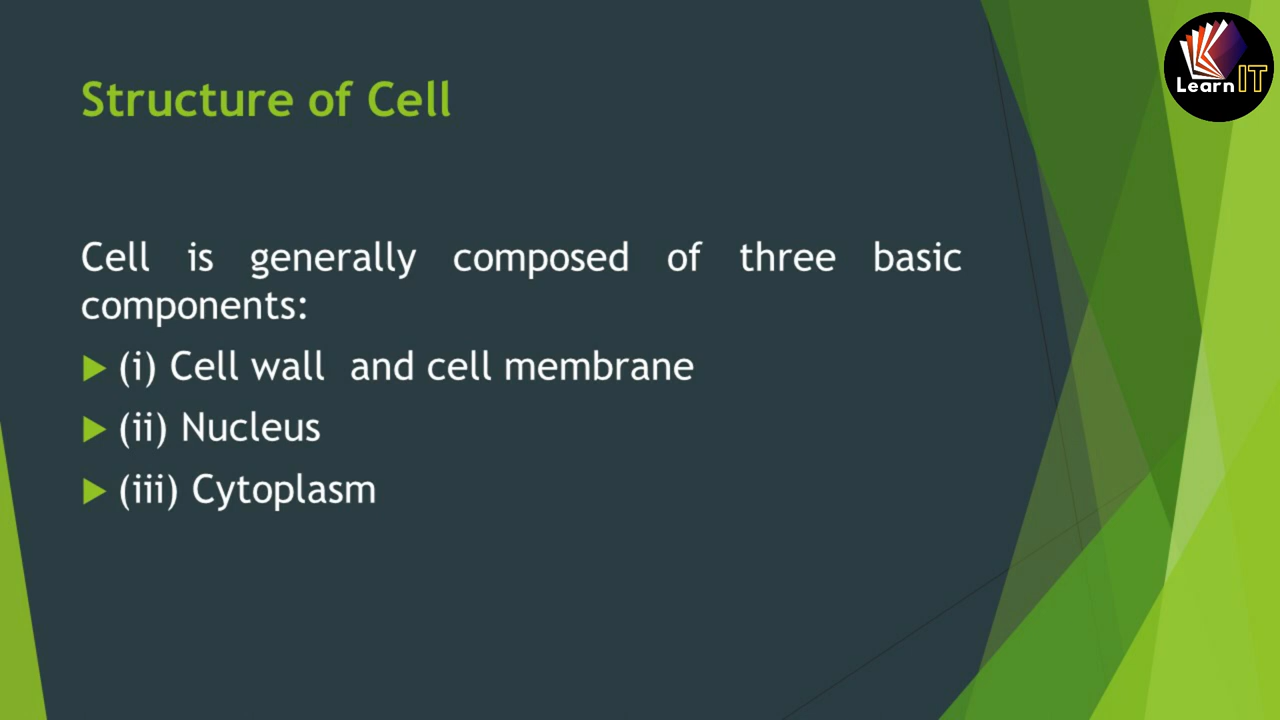 Learn IT
Structure of Cell
Cell is generally composed of three basic
components:
(i) Cell wall and cell membrane
(ii) Nucleus
(iii) Cytoplasm